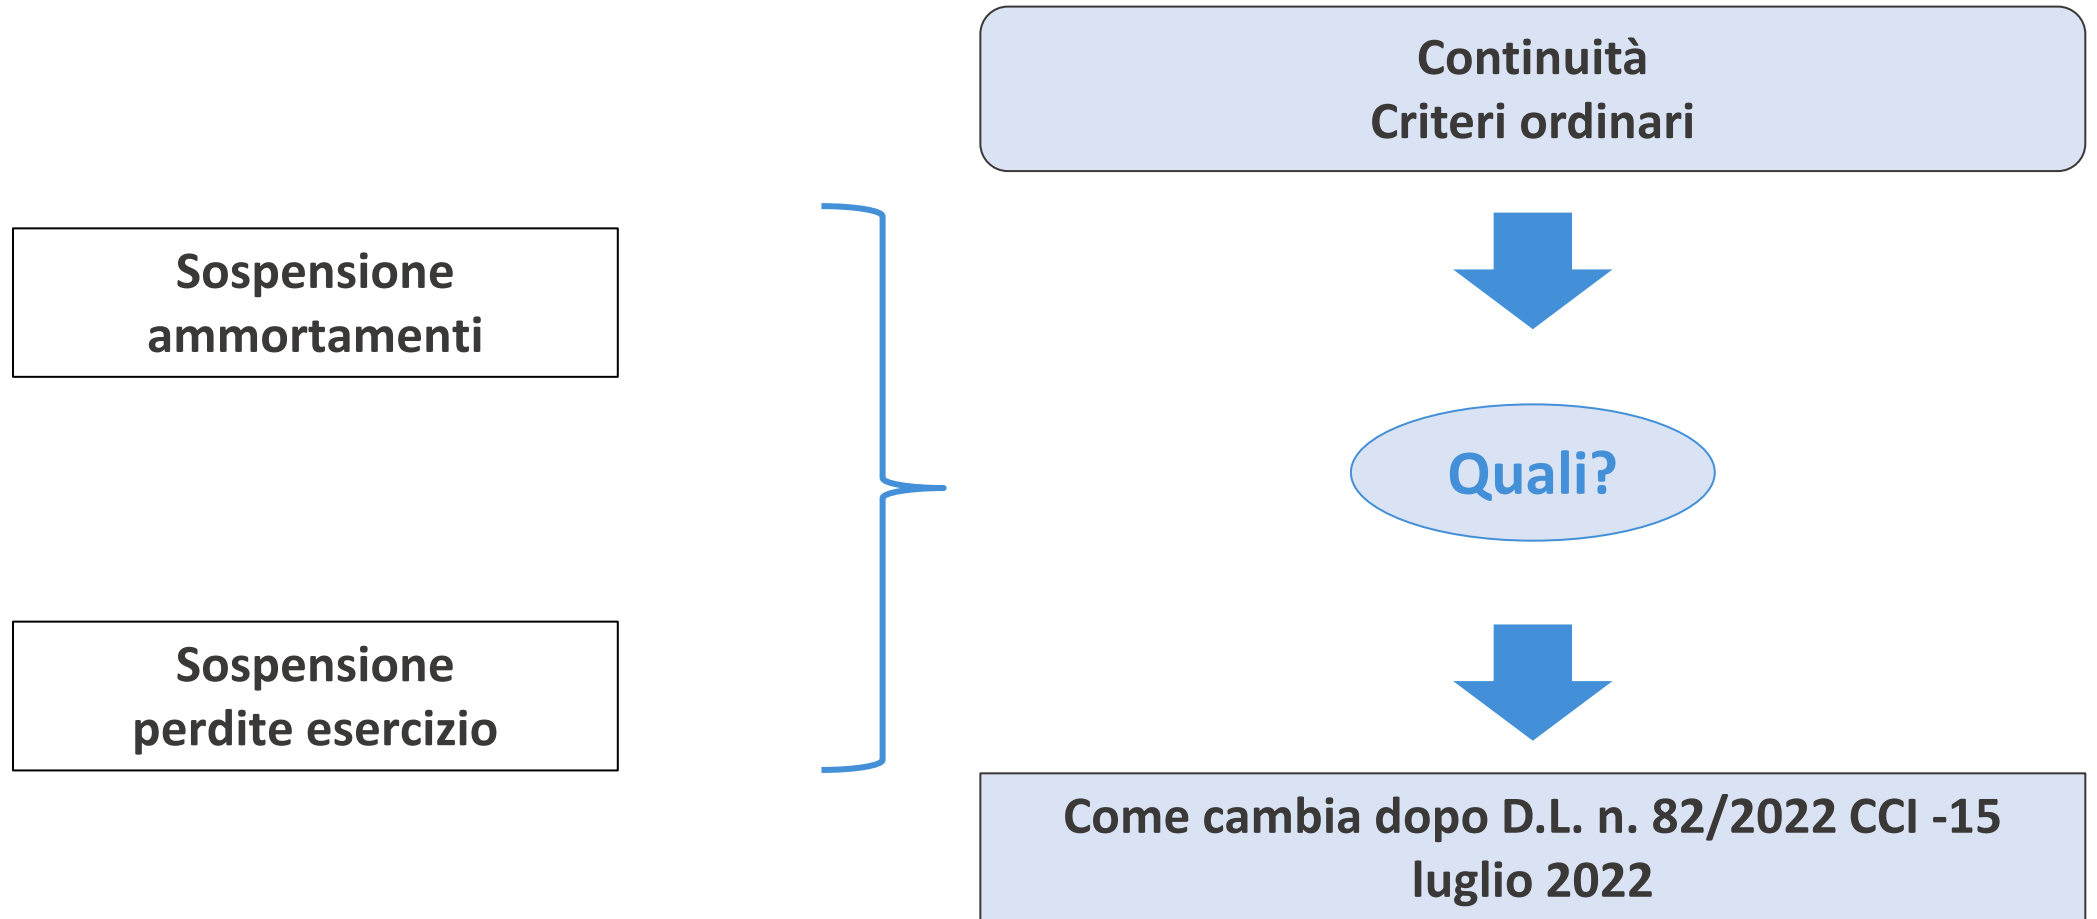 Continuità
Criteri ordinari
Sospensione
ammortamenti
Quali?
Sospensione
perdite esercizio
Come cambia dopo D.L. n. 82/2022 CCI -15
luglio 2022